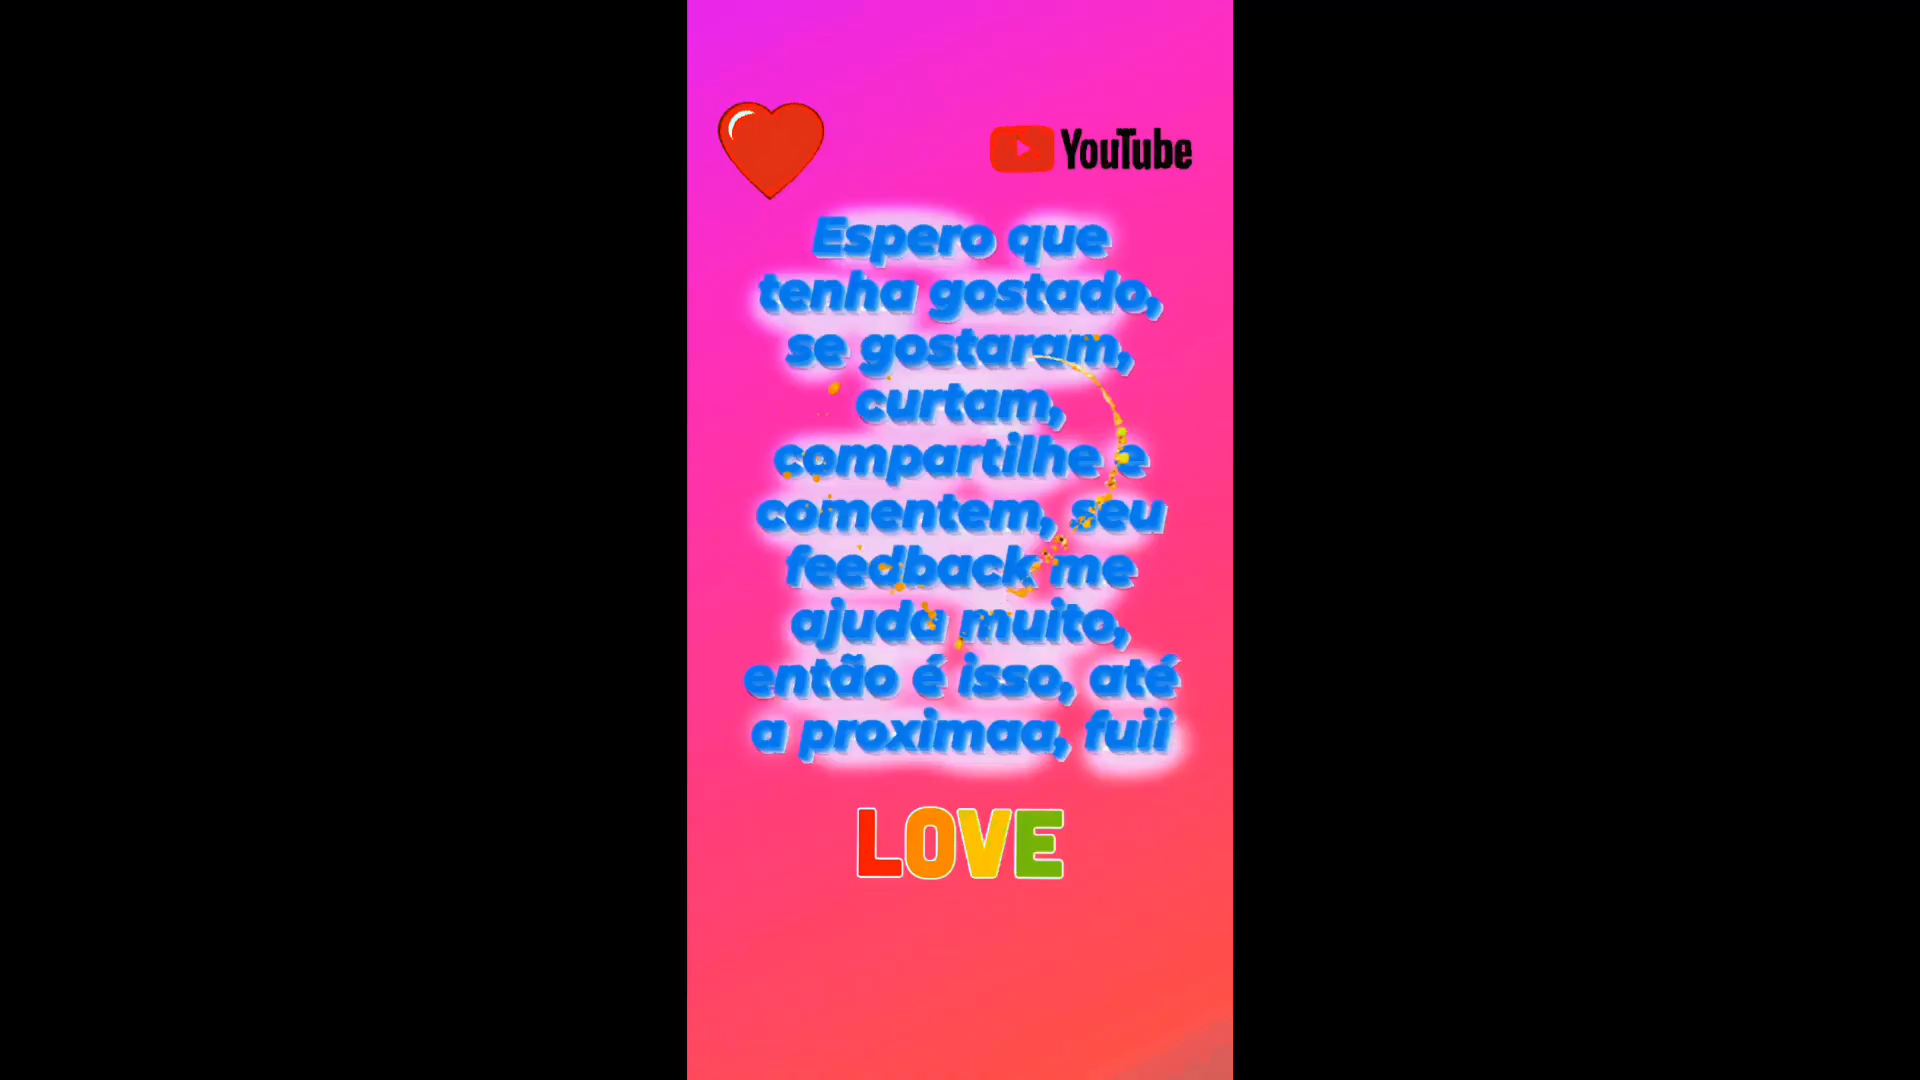 YouTube
Espero que
tenha gostado,
se gostaram,
curtam,
compartilhe e
comentem, seu
feedback me
ajuda muito,
então é isso, até
a proximaa, fuii
LOVE